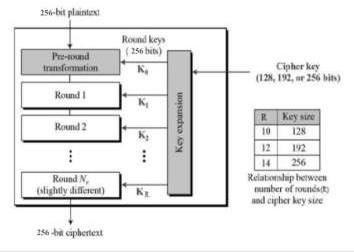 256-bit plaintext
Round keys
( 256 bits)
Pre-round
transformation
K₀
Cipher key
(128, 192, or 256 bits)
Round 1
K₁
Round 2
K₂
Key expansion
R Key size
10 128
12 192
14 256
Relationship between
number of rounds(R)
and cipher key size
Round Nᵣ
(slightly different)
K_R
256 -bit ciphertext